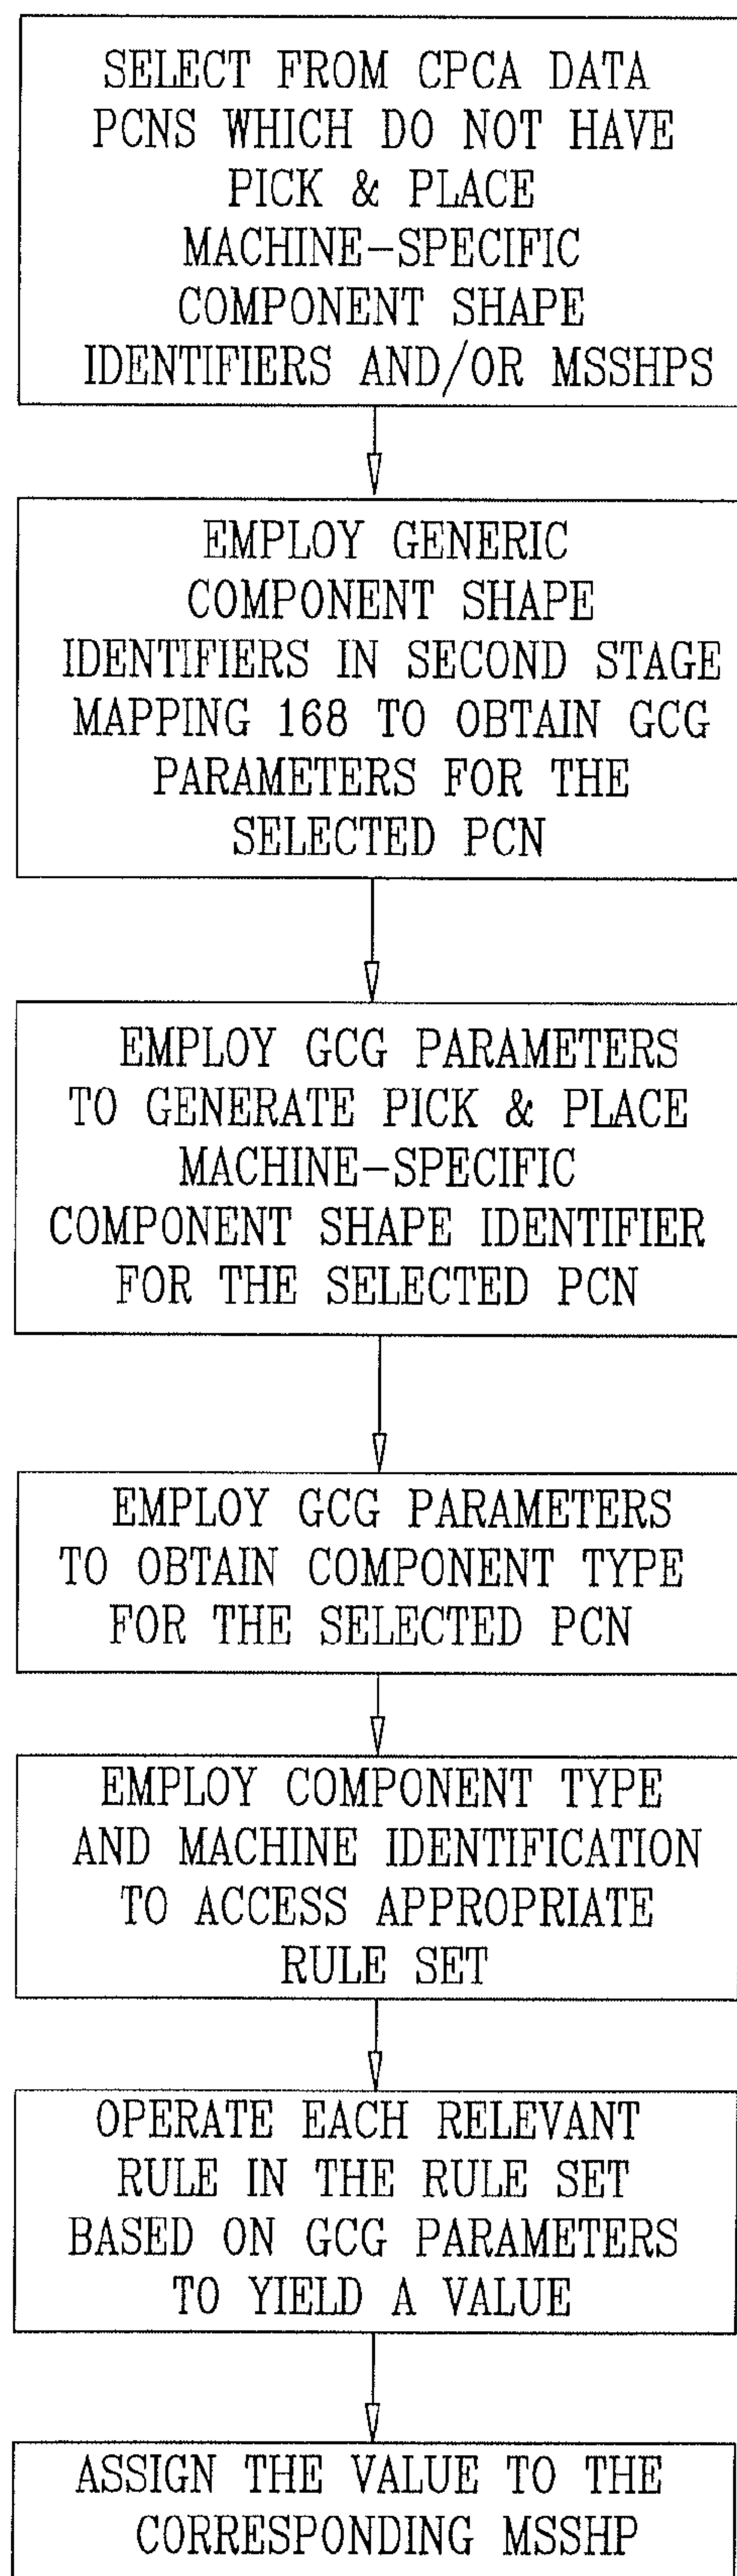 SELECT FROM CPCA DATA
PCNS WHICH DO NOT HAVE
PICK & PLACE
MACHINE-SPECIFIC
COMPONENT SHAPE
IDENTIFIERS AND/OR MSSHPS
EMPLOY GENERIC
COMPONENT SHAPE
IDENTIFIERS IN SECOND STAGE
MAPPING 168 TO OBTAIN GCG
PARAMETERS FOR THE
SELECTED PCN
EMPLOY GCG PARAMETERS
TO GENERATE PICK & PLACE
MACHINE-SPECIFIC
COMPONENT SHAPE IDENTIFIER
FOR THE SELECTED PCN
EMPLOY GCG PARAMETERS
TO OBTAIN COMPONENT TYPE
FOR THE SELECTED PCN
EMPLOY COMPONENT TYPE
AND MACHINE IDENTIFICATION
TO ACCESS APPROPRIATE
RULE SET
OPERATE EACH RELEVANT
RULE IN THE RULE SET
BASED ON GCG PARAMETERS
TO YIELD A VALUE
ASSIGN THE VALUE TO THE
CORRESPONDING MSSHP